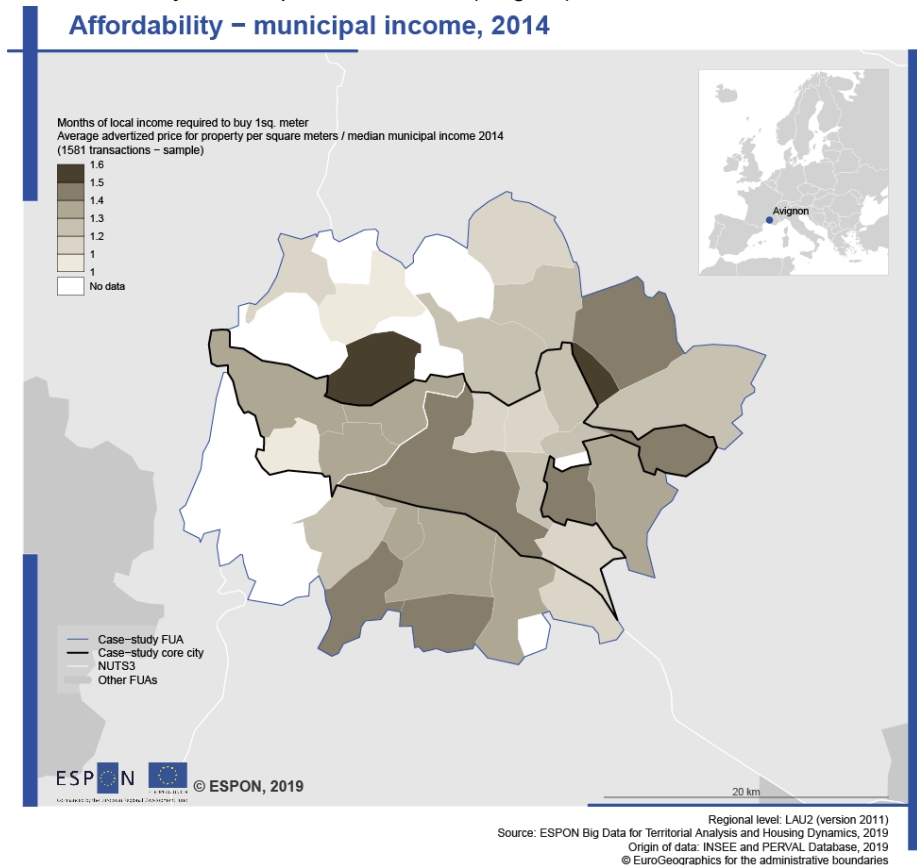 Affordability − municipal income, 2014
Months of local income required to buy 1sq. meter
Average advertized price for property per square meters / median municipal income 2014
(1581 transactions − sample)
1.6
1.5
1.4
1.3
1.2
1
1
No data
Avignon
Case−study FUA
Case−study core city
NUTS3
Other FUAs
ESPON
© ESPON, 2019
20 km
Regional level: LAU2 (version 2011)
Source: ESPON Big Data for Territorial Analysis and Housing Dynamics, 2019
Origin of data: INSEE and PERVAL Database, 2019
© EuroGeographics for the administrative boundaries